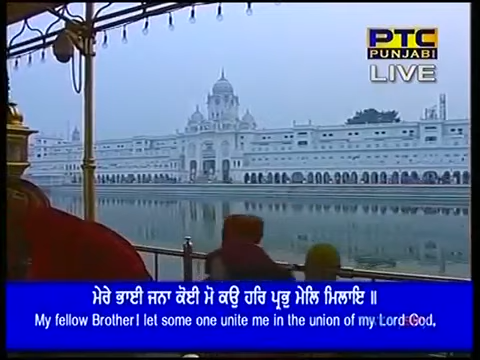 PTC
PUNJABI
LIVE
ਮੇਰੇ ਭਾਈ ਜਨਾ ਕੋਈ ਮੋ ਕਉ ਹਰਿ ਪ੍ਰਭੁ ਮੇਲਿ ਮਿਲਾਇ ॥
My fellow Brother! let some one unite me in the union of my Lord God,